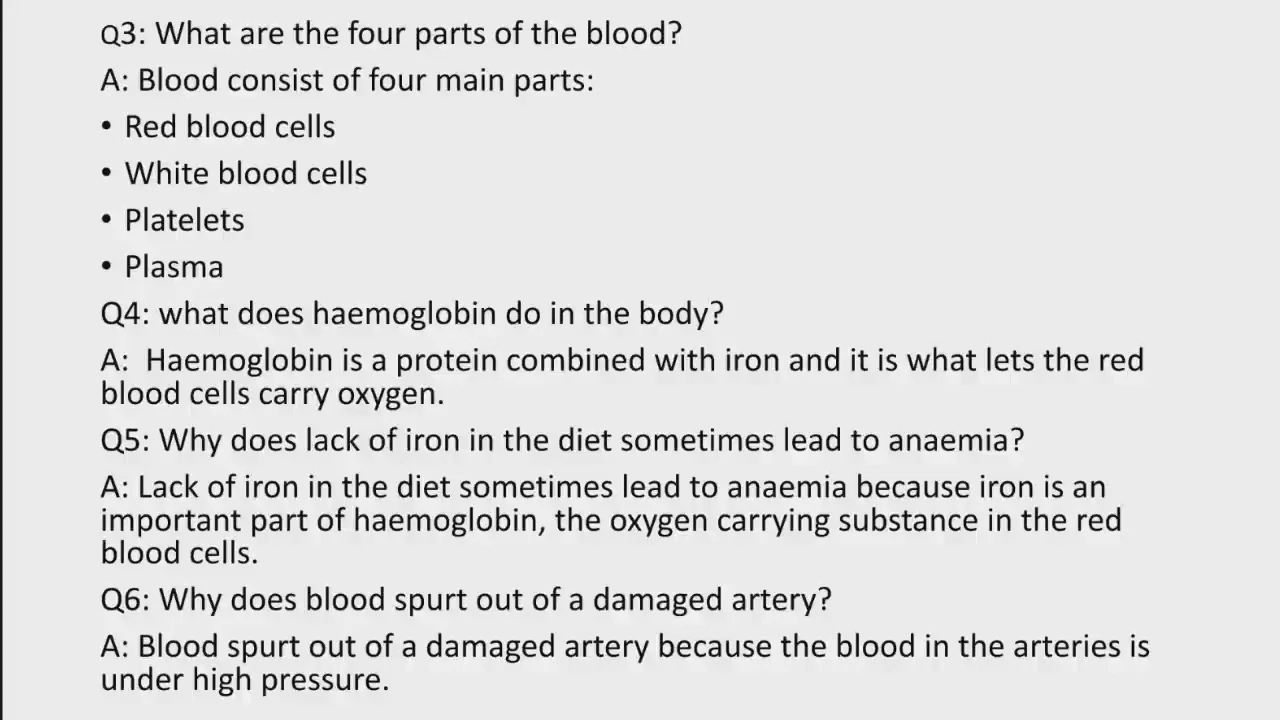 Q3: What are the four parts of the blood?
A: Blood consist of four main parts:
• Red blood cells
• White blood cells
• Platelets
• Plasma
Q4: what does haemoglobin do in the body?
A:  Haemoglobin is a protein combined with iron and it is what lets the red
blood cells carry oxygen.
Q5: Why does lack of iron in the diet sometimes lead to anaemia?
A: Lack of iron in the diet sometimes lead to anaemia because iron is an
important part of haemoglobin, the oxygen carrying substance in the red
blood cells.
Q6: Why does blood spurt out of a damaged artery?
A: Blood spurt out of a damaged artery because the blood in the arteries is
under high pressure.